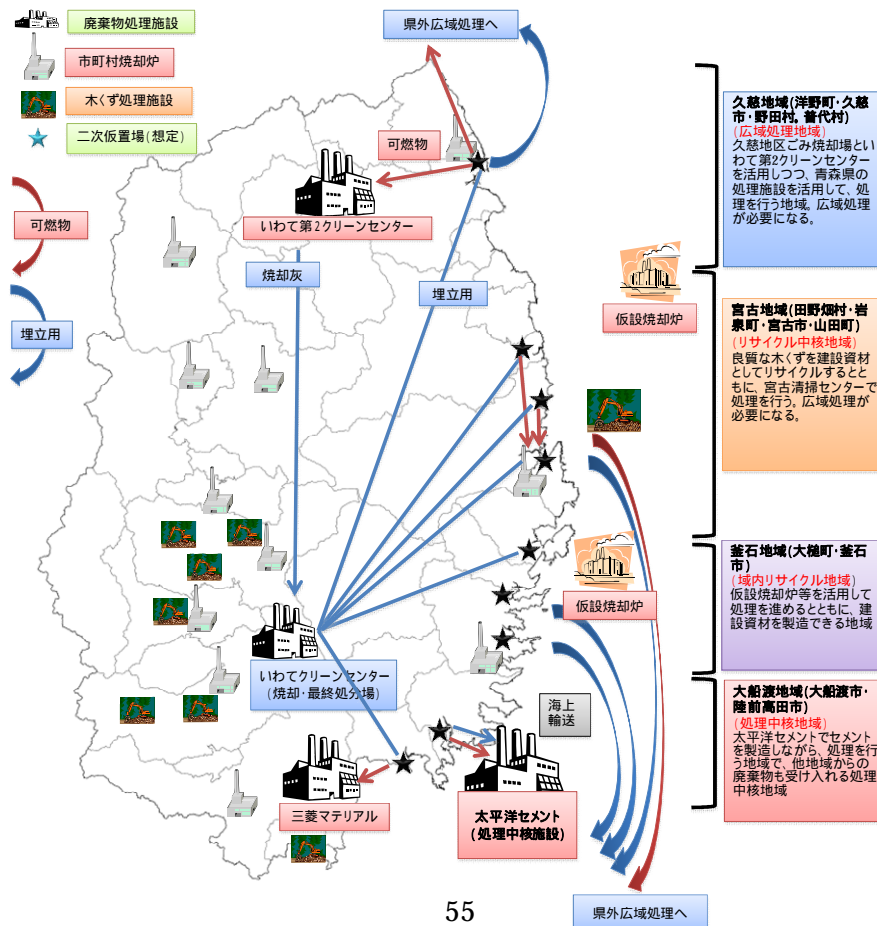 廃棄物処理施設
市町村焼却炉
木くず処理施設
二次仮置場(想定)
県外広域処理へ
可燃物
いわて第2クリーンセンター
可燃物
焼却灰
埋立用
埋立用
仮設焼却炉
仮設焼却炉
いわてクリーンセンター
(焼却・最終処分場)
海上
輸送
三菱マテリアル
太平洋セメント
(処理中核施設)
県外広域処理へ
久慈地域(洋野町・久慈
市・野田村。普代村)
(広域処理地域)
久慈地区ごみ焼却場とい
わて第2クリーンセンター
を活用しつつ、青森県の
処理施設を活用して、処
理を行う地域。広域処理
が必要になる。
宮古地域(田野畑村・岩
泉町・宮古市・山田町)
(リサイクル中核地域)
良質な木くずを建設資材
としてリサイクルするとと
もに、宮古清掃センターで
処理を行う。広域処理が
必要になる。
釜石地域(大槌町・釜石
市)
(域内リサイクル地域)
仮設焼却炉等を活用して
処理を進めるとともに、建
設資材を製造できる地域
大船渡地域(大船渡市・
陸前高田市)
(処理中核地域)
太平洋セメントでセメント
を製造しながら、処理を行
う地域で、他地域からの
廃棄物も受け入れる処理
中核地域
55